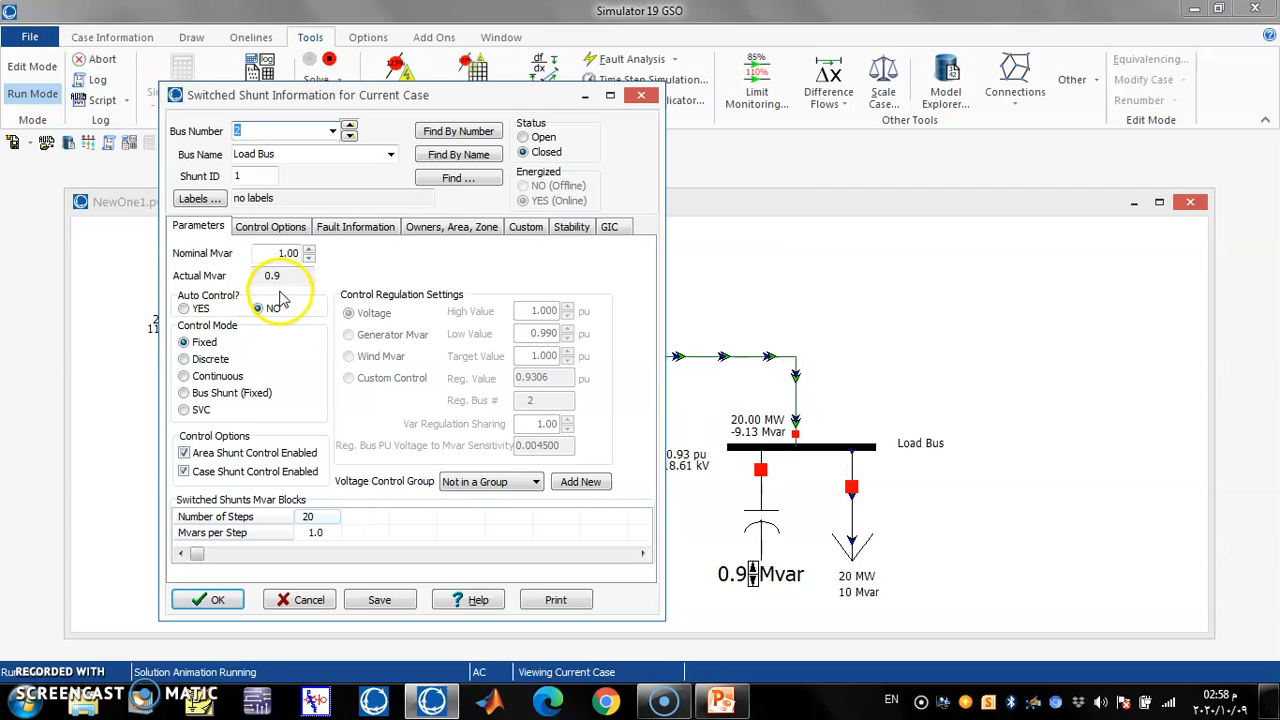 Simulator 19 GSO
File Case Information Draw Onelines Tools Options Add Ons Window
Edit Mode
Run Mode
Mode
Abort
Log
Script
Log
Solve
Fault Analysis
Time Step Simulation...
85%
110%
Limit
Monitoring...
Difference
Flows
Scale
Case...
Model
Explorer...
Connections
Other
Other Tools
Equivalencing...
Modify Case
Renumber
Edit Mode
Switched Shunt Information for Current Case
Bus Number 2 Find By Number
Bus Name Load Bus Find By Name
Shunt ID 1 Find ...
Labels ... no labels
Status
Open
Closed
Energized
NO (Offline)
YES (Online)
Parameters Control Options Fault Information Owners, Area, Zone Custom Stability GIC
Nominal Mvar 1.00
Actual Mvar 0.9
Auto Control?
YES NO
Control Mode
Fixed
Discrete
Continuous
Bus Shunt (Fixed)
SVC
Control Options
Area Shunt Control Enabled
Case Shunt Control Enabled
Control Regulation Settings
Voltage High Value 1.000 pu
Generator Mvar Low Value 0.990
Wind Mvar Target Value 1.000
Custom Control Reg. Value 0.9306 pu
Reg. Bus # 2
Var Regulation Sharing 1.00
Reg. Bus PU Voltage to Mvar Sensitivity 0.004500
Voltage Control Group Not in a Group Add New
Switched Shunts Mvar Blocks
Number of Steps 20
Mvars per Step 1.0
OK Cancel Save Help Print
20.00 MW
-9.13 Mvar
Load Bus
0.93 pu
8.61 kV
0.9 Mvar
20 MW
10 Mvar
Solution Animation Running AC Viewing Current Case
RECORDED WITH
SCREENCAST MATIC
EN
02:58 م
٢٠٢٠/١٠/٠٩